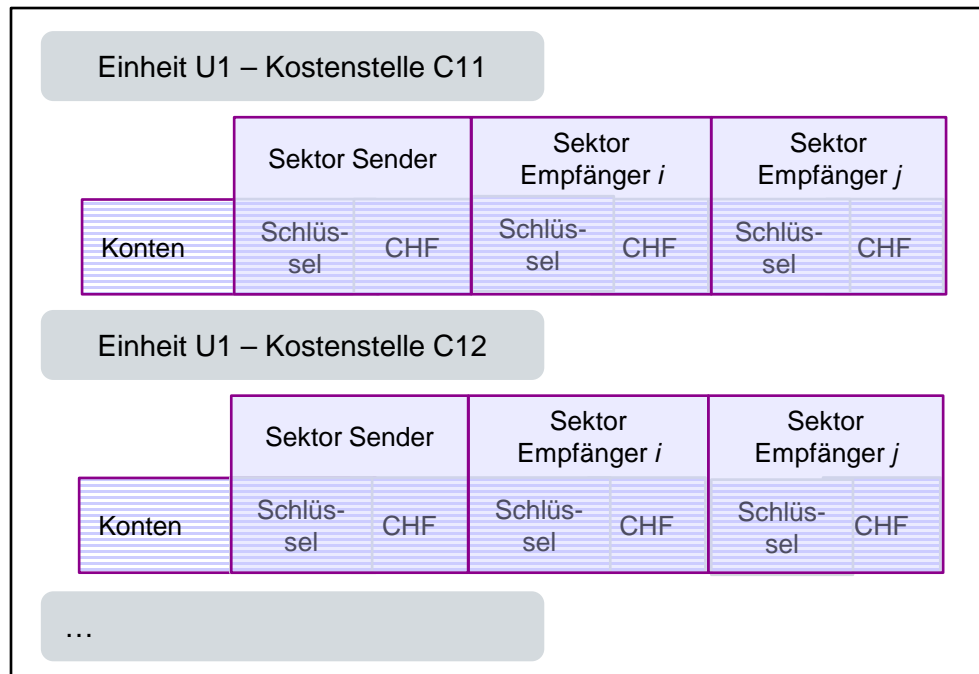 Einheit U1 – Kostenstelle C11
Sektor Sender
Sektor
Empfänger i
Sektor
Empfänger j
Konten
Schlüs-
sel
CHF
Schlüs-
sel
CHF
Schlüs-
sel
CHF
Einheit U1 – Kostenstelle C12
Sektor Sender
Sektor
Empfänger i
Sektor
Empfänger j
Konten
Schlüs-
sel
CHF
Schlüs-
sel
CHF
Schlüs-
sel
CHF
…